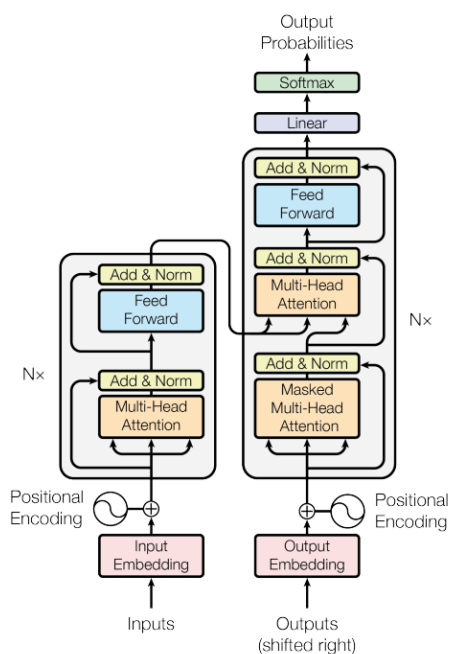 Output
Probabilities
Softmax
Linear
Add & Norm
Feed
Forward
Add & Norm
Multi-Head
Attention
Nx
Add & Norm
Masked
Multi-Head
Attention
Positional
Encoding
Output
Embedding
Outputs
(shifted right)
Add & Norm
Feed
Forward
Nx
Add & Norm
Multi-Head
Attention
Positional
Encoding
Input
Embedding
Inputs